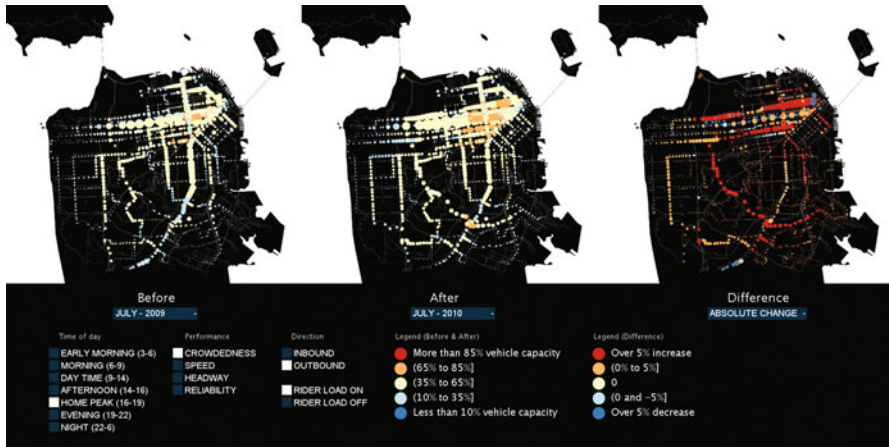 Before
After
Difference
JULY - 2009 -
JULY - 2010 -
ABSOLUTE CHANGE -
Time of day
Performance
Direction
Legend (Before & After)
Legend (Difference)
EARLY MORNING (3-6)
CROWDEDNESS
INBOUND
More than 85% vehicle capacity
Over 5% increase
MORNING (6-9)
SPEED
OUTBOUND
(65% to 85%]
(0% to 5%]
DAY TIME (9-14)
HEADWAY
(35% to 65%]
0
AFTERNOON (14-16)
RELIABILITY
RIDER LOAD ON
(10% to 35%]
(0 and -5%]
HOME PEAK (16-19)
RIDER LOAD OFF
Less than 10% vehicle capacity
Over 5% decrease
EVENING (19-22)
NIGHT (22-6)